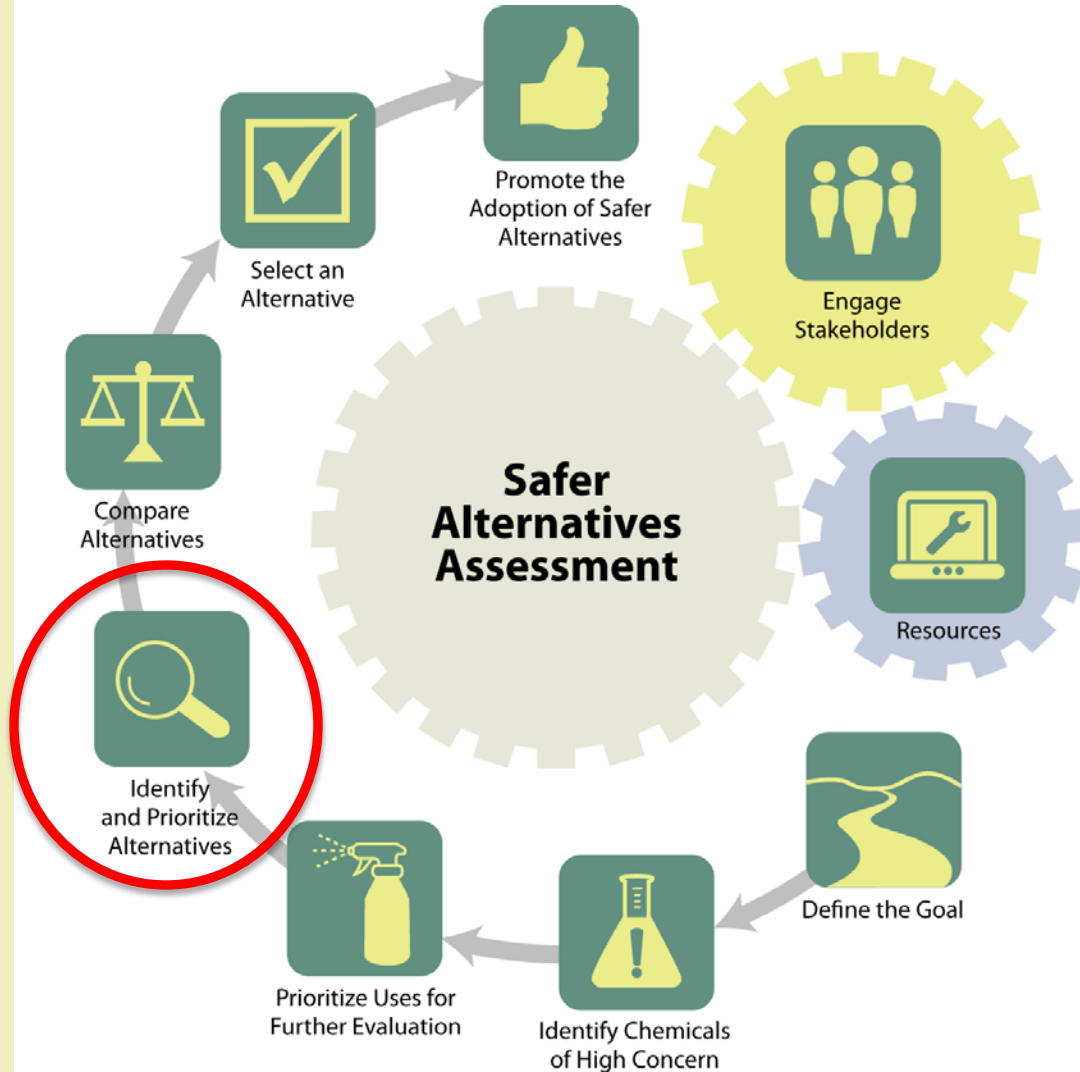 Promote the
Adoption of Safer
Alternatives
Select an
Alternative
Engage
Stakeholders
Safer
Alternatives
Assessment
Compare
Alternatives
Resources
Identify
and Prioritize
Alternatives
Define the Goal
Prioritize Uses for
Further Evaluation
Identify Chemicals
of High Concern